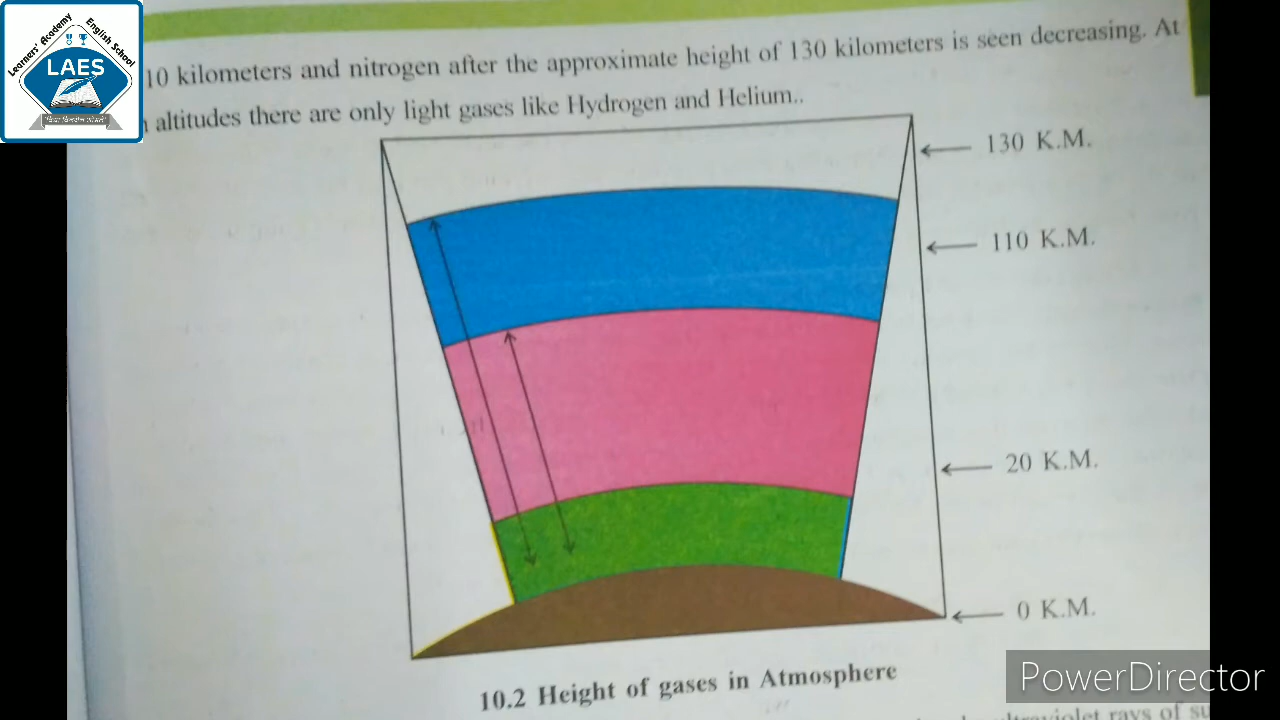 Learners' Academy English School
LAES
10 kilometers and nitrogen after the approximate height of 130 kilometers is seen decreasing. At
altitudes there are only light gases like Hydrogen and Helium..
130 K.M.
110 K.M.
20 K.M.
0 K.M.
10.2 Height of gases in Atmosphere
rays of
PowerDirector